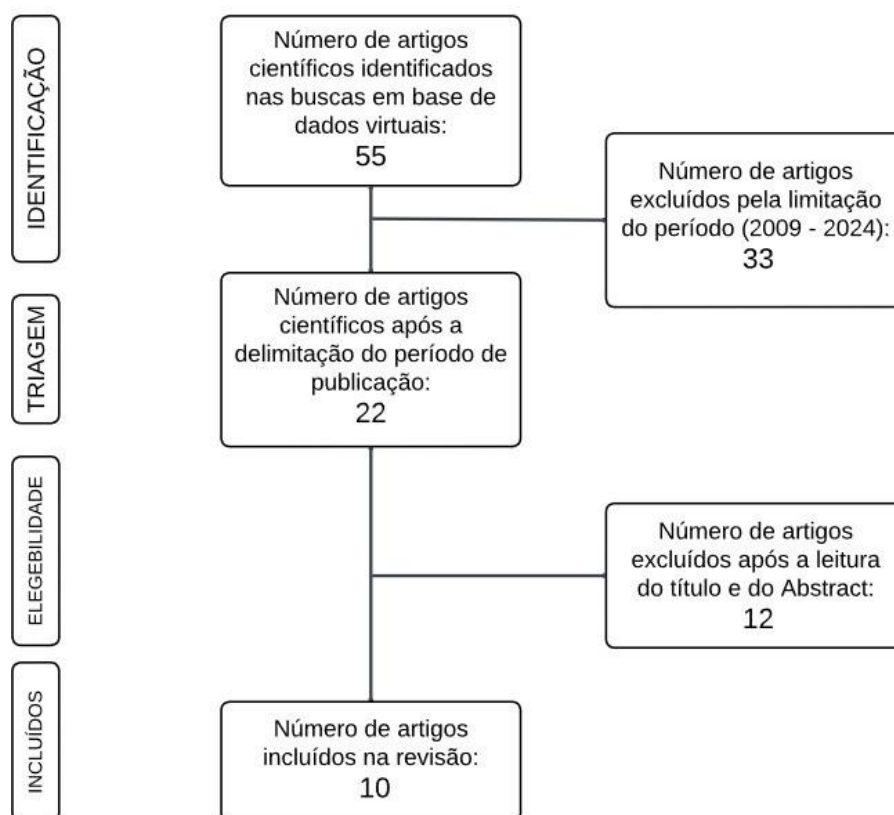 IDENTIFICAÇÃO
Número de artigos
científicos identificados
nas buscas em base de
dados virtuais:
55
Número de artigos
excluídos pela limitação
do período (2009 - 2024):
33
TRIAGEM
Número de artigos
científicos após a
delimitação do período de
publicação:
22
ELEGEBILIDADE
Número de artigos
excluídos após a leitura
do título e do Abstract:
12
INCLUÍDOS
Número de artigos
incluídos na revisão:
10